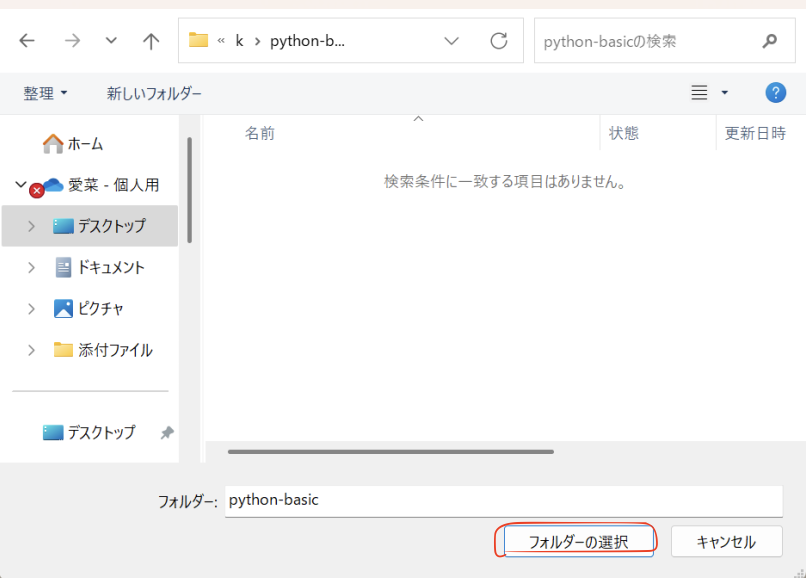 « k > python-b...
python-basicの検索
整理
新しいフォルダー
?
名前
状態
更新日時
検索条件に一致する項目はありません。
ホーム
愛菜 - 個人用
デスクトップ
ドキュメント
ピクチャ
添付ファイル
デスクトップ
フォルダー:
python-basic
フォルダーの選択
キャンセル